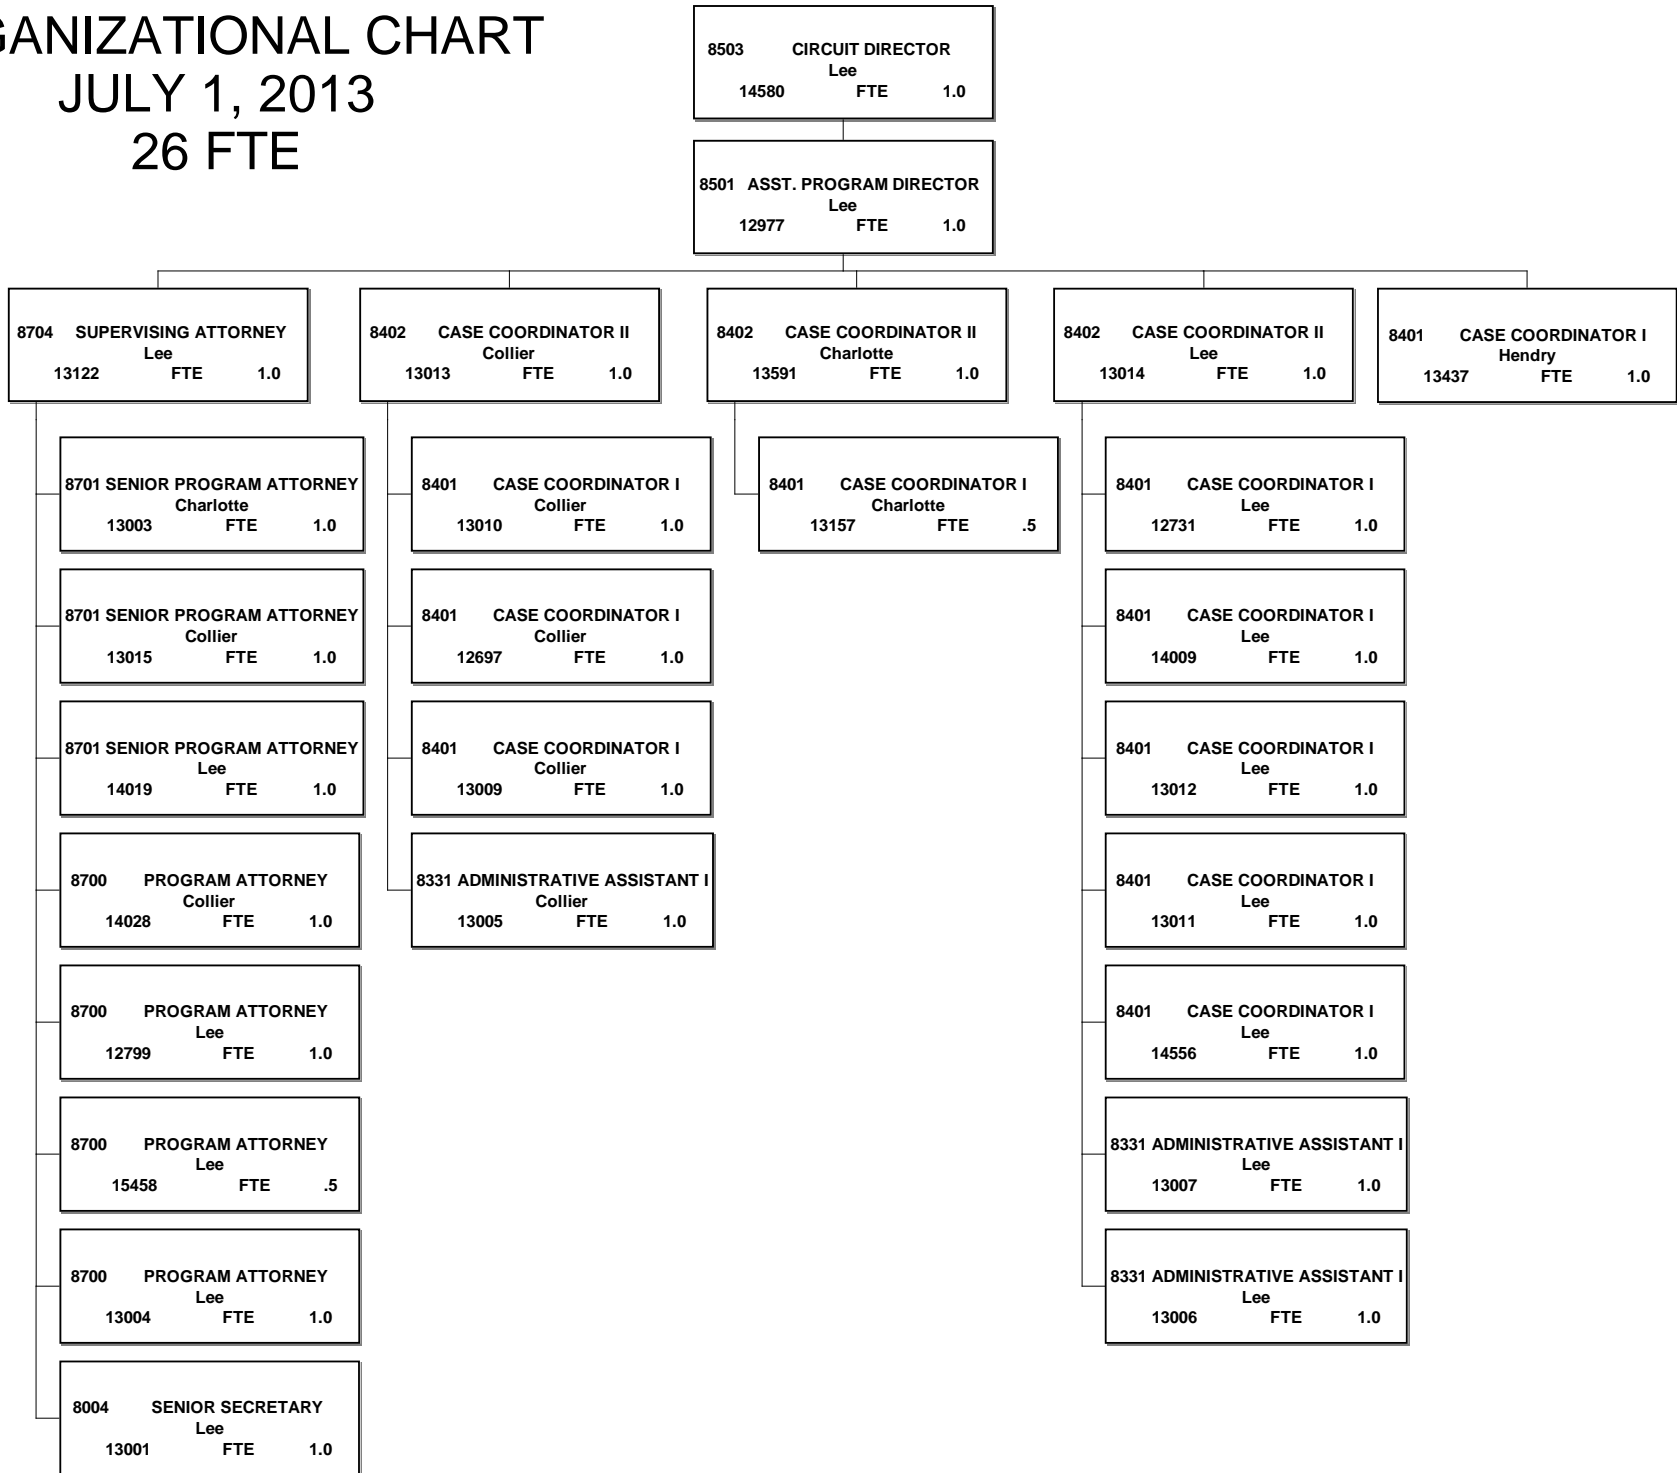 GANIZATIONAL CHART
JULY 1, 2013
26 FTE
8503 CIRCUIT DIRECTOR
Lee
14580 FTE 1.0
8501 ASST. PROGRAM DIRECTOR
Lee
12977 FTE 1.0
8704 SUPERVISING ATTORNEY
Lee
13122 FTE 1.0
8402 CASE COORDINATOR II
Collier
13013 FTE 1.0
8402 CASE COORDINATOR II
Charlotte
13591 FTE 1.0
8402 CASE COORDINATOR II
Lee
13014 FTE 1.0
8401 CASE COORDINATOR I
Hendry
13437 FTE 1.0
8701 SENIOR PROGRAM ATTORNEY
Charlotte
13003 FTE 1.0
8701 SENIOR PROGRAM ATTORNEY
Collier
13015 FTE 1.0
8701 SENIOR PROGRAM ATTORNEY
Lee
14019 FTE 1.0
8700 PROGRAM ATTORNEY
Collier
14028 FTE 1.0
8700 PROGRAM ATTORNEY
Lee
12799 FTE 1.0
8700 PROGRAM ATTORNEY
Lee
15458 FTE .5
8700 PROGRAM ATTORNEY
Lee
13004 FTE 1.0
8004 SENIOR SECRETARY
Lee
13001 FTE 1.0
8401 CASE COORDINATOR I
Collier
13010 FTE 1.0
8401 CASE COORDINATOR I
Collier
12697 FTE 1.0
8401 CASE COORDINATOR I
Collier
13009 FTE 1.0
8331 ADMINISTRATIVE ASSISTANT I
Collier
13005 FTE 1.0
8401 CASE COORDINATOR I
Charlotte
13157 FTE .5
8401 CASE COORDINATOR I
Lee
12731 FTE 1.0
8401 CASE COORDINATOR I
Lee
14009 FTE 1.0
8401 CASE COORDINATOR I
Lee
13012 FTE 1.0
8401 CASE COORDINATOR I
Lee
13011 FTE 1.0
8401 CASE COORDINATOR I
Lee
14556 FTE 1.0
8331 ADMINISTRATIVE ASSISTANT I
Lee
13007 FTE 1.0
8331 ADMINISTRATIVE ASSISTANT I
Lee
13006 FTE 1.0